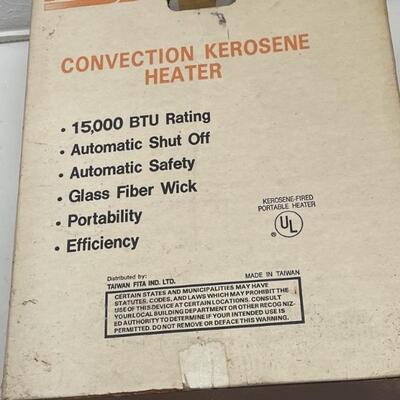 CONVECTION KEROSENE
HEATER
• 15,000 BTU Rating
• Automatic Shut Off
• Automatic Safety
• Glass Fiber Wick
• Portability
• Efficiency
KEROSENE-FIRED
PORTABLE HEATER
UL
®
Distributed by:
TAIWAN FITA IND. LTD.
MADE IN TAIWAN
CERTAIN STATES AND MUNICIPALITIES MAY HAVE
STATUTES, CODES, AND LAWS WHICH MAY PROHIBIT THE
USE OF THIS DEVICE AT CERTAIN LOCATIONS. CONSULT
YOUR LOCAL BUILDING DEPARTMENT OR OTHER RECOGNIZ-
ED AUTHORITY TO DETERMINE IF YOUR INTENDED USE IS
PERMITTED. DO NOT REMOVE OR DEFACE THIS WARNING.